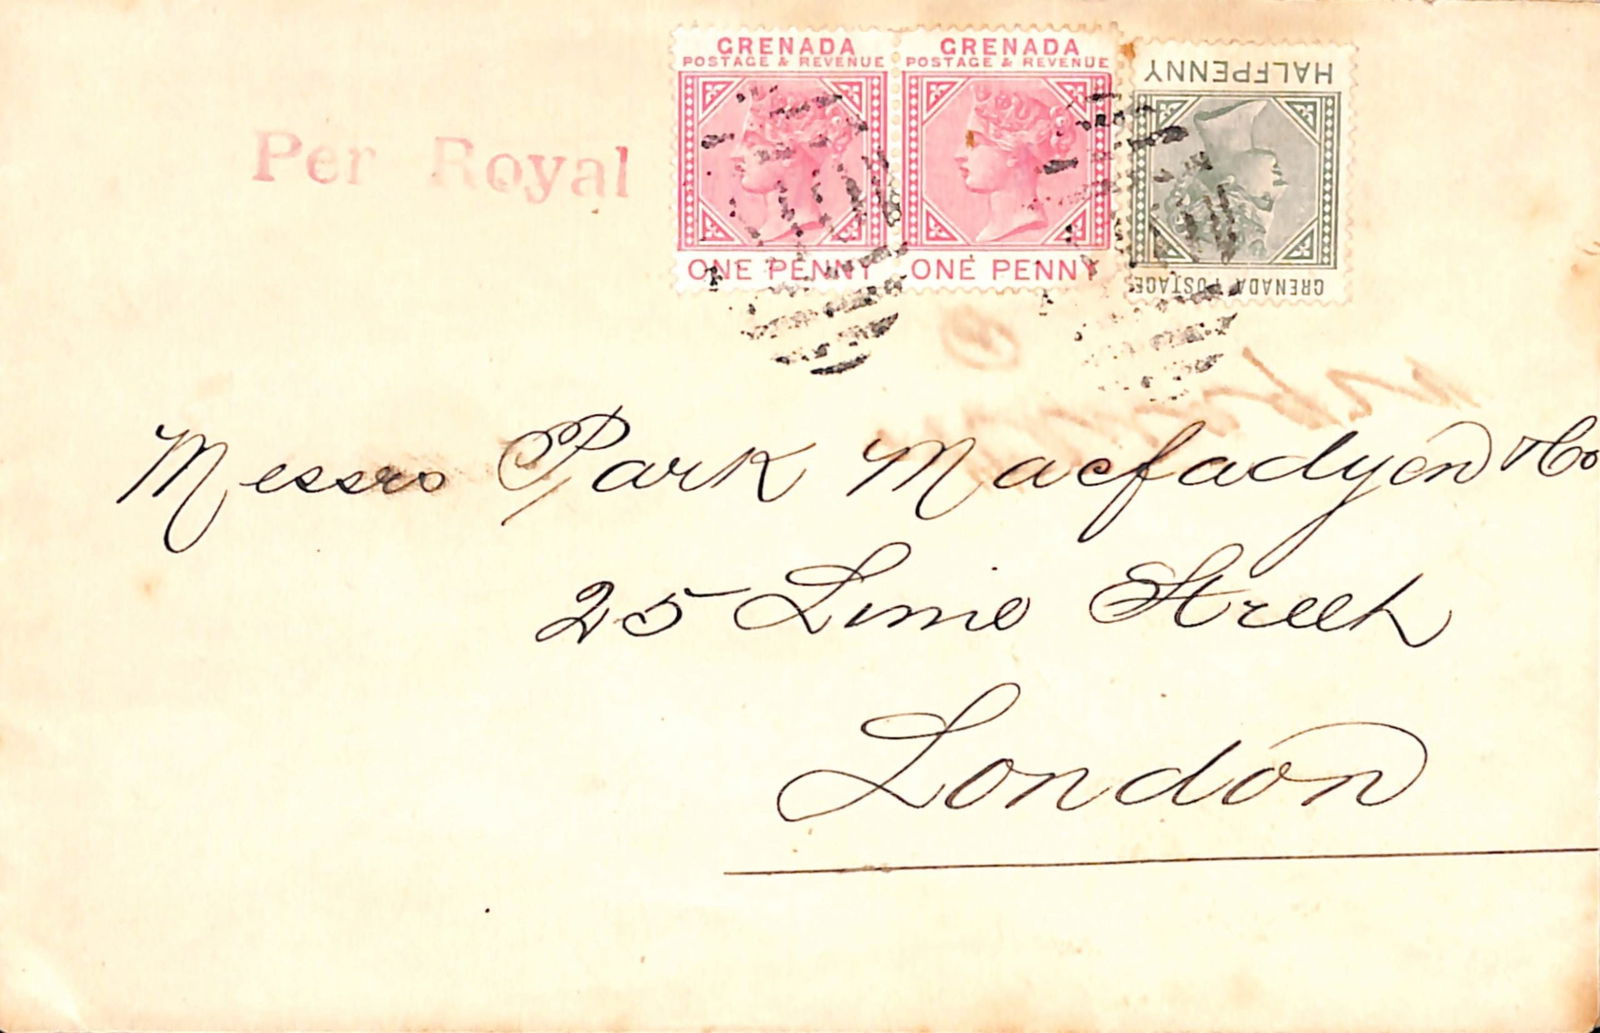 GRENADA
POSTAGE & REVENUE
ONE PENNY
GRENADA
POSTAGE & REVENUE
ONE PENNY
GRENADA POSTAGE
HALFPENNY
Per Royal
Messrs Park Macfadyen & Co
25 Lime Street
London